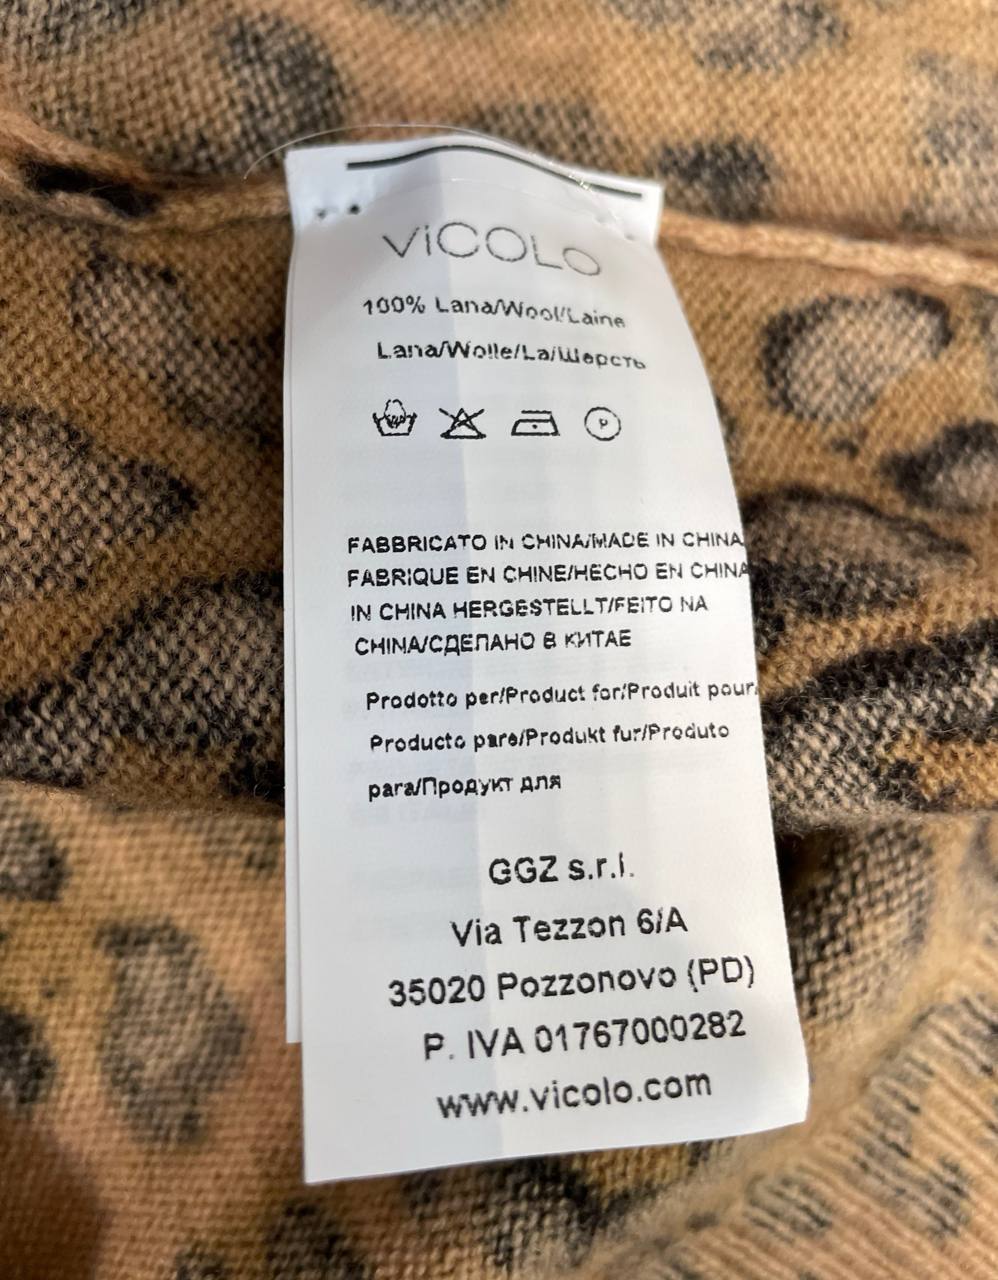 ViCOLO
100% Lana/Wool/Laine
Lana/Wolle/La/Шерсть
P
FABBRICATO IN CHINA/MADE IN CHINA
FABRIQUE EN CHINE/HECHO EN CHINA
IN CHINA HERGESTELLT/FEITO NA
CHINA/СДЕЛАНО В КИТАЕ
Prodotto per/Product for/Produit pour/
Producto para/Produkt fur/Produto
para/Продукт для
GGZ s.r.l.
Via Tezzon 6/A
35020 Pozzonovo (PD)
P. IVA 01767000282
www.vicolo.com